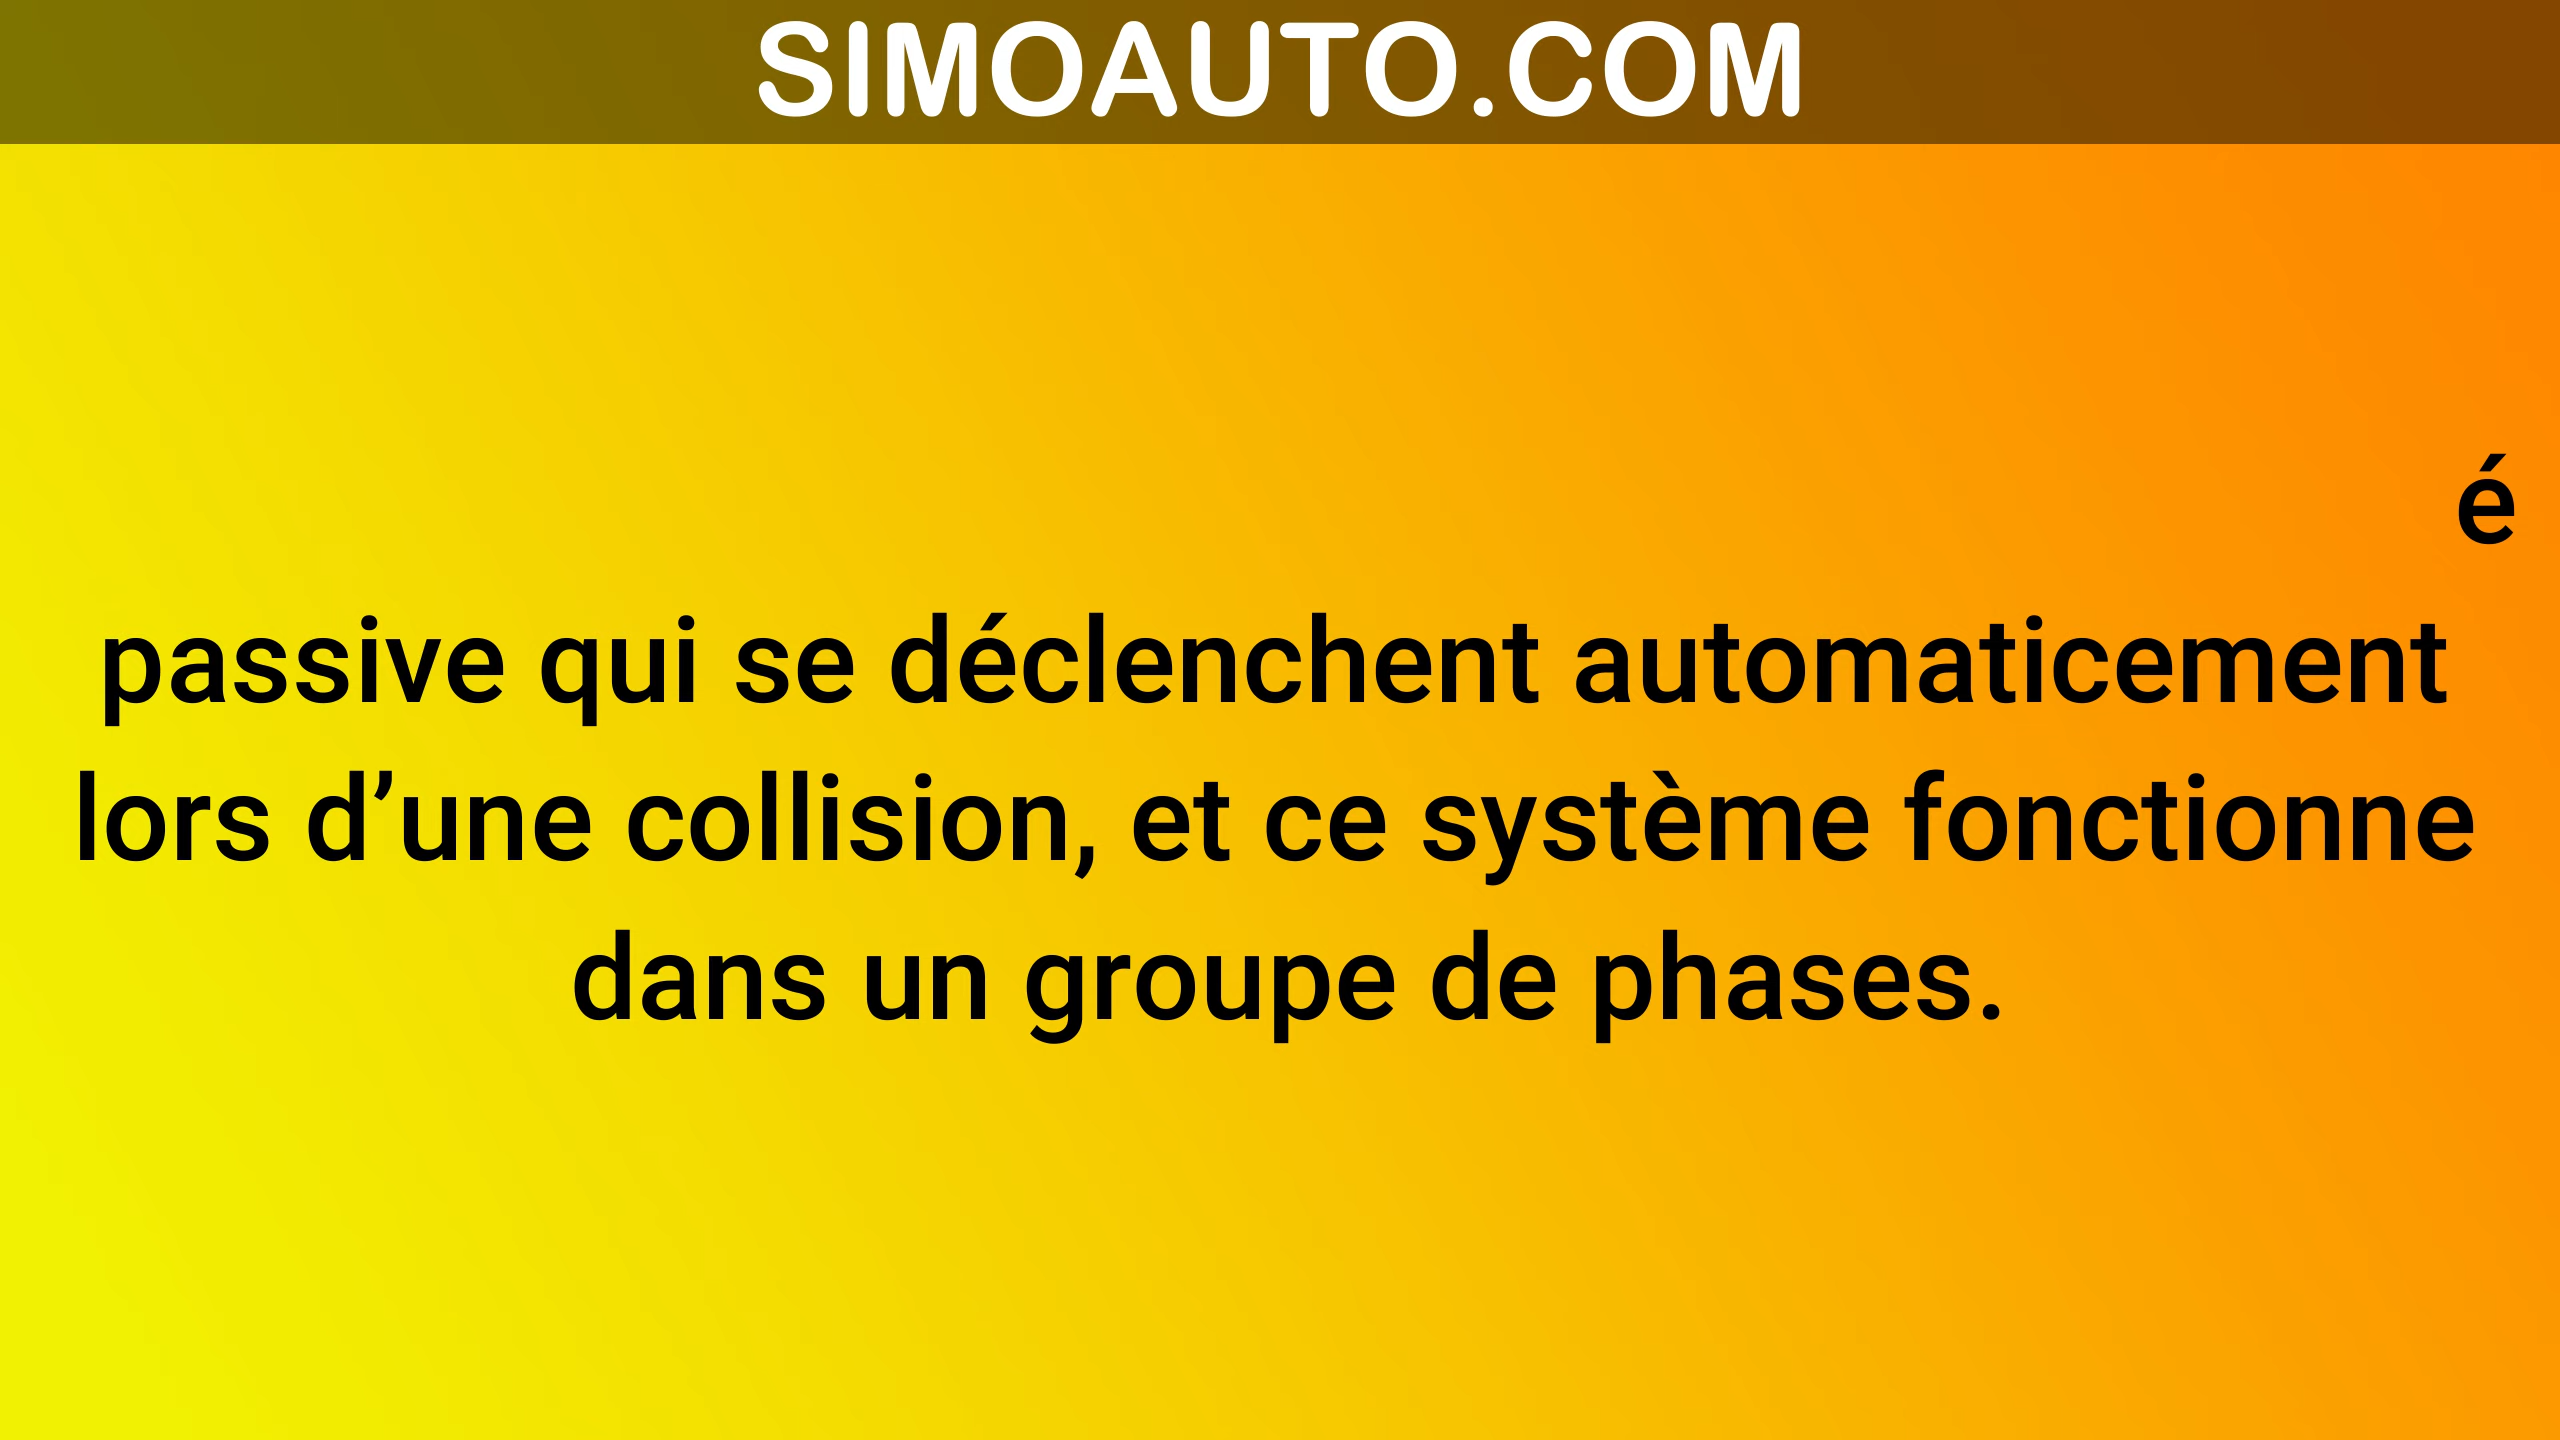 SIMOAUTO.COM
é
passive qui se déclenchent automaticement
lors d’une collision, et ce système fonctionne
dans un groupe de phases.